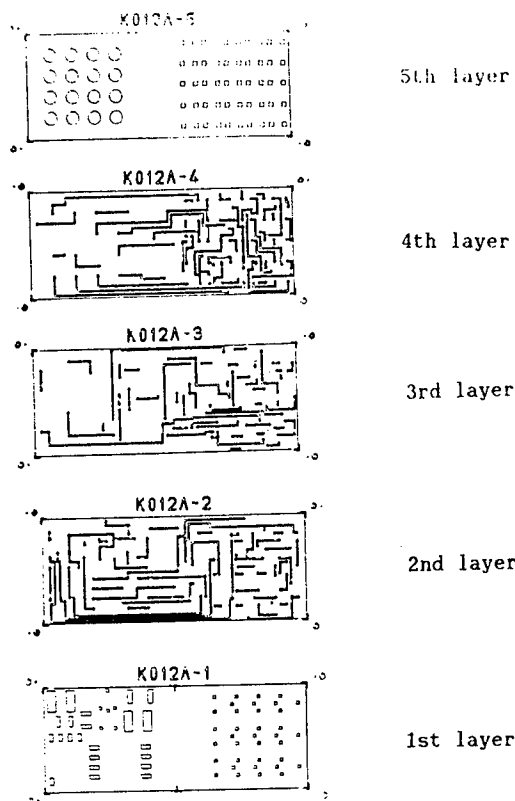 K012A-5
5th layer
K012A-4
4th layer
K012A-3
3rd layer
K012A-2
2nd layer
K012A-1
1st layer